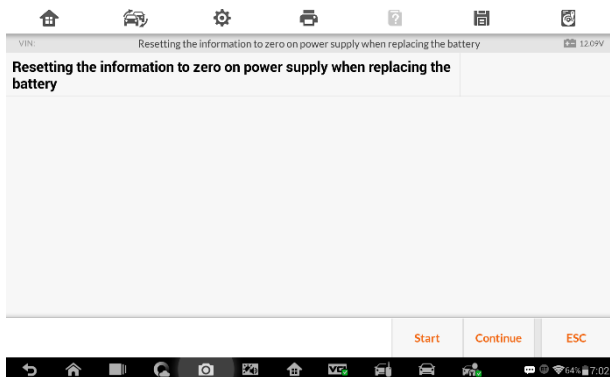 VIN:
Resetting the information to zero on power supply when replacing the battery
12.09V
Resetting the information to zero on power supply when replacing the
battery
Start
Continue
ESC
VCI
64%
7:02